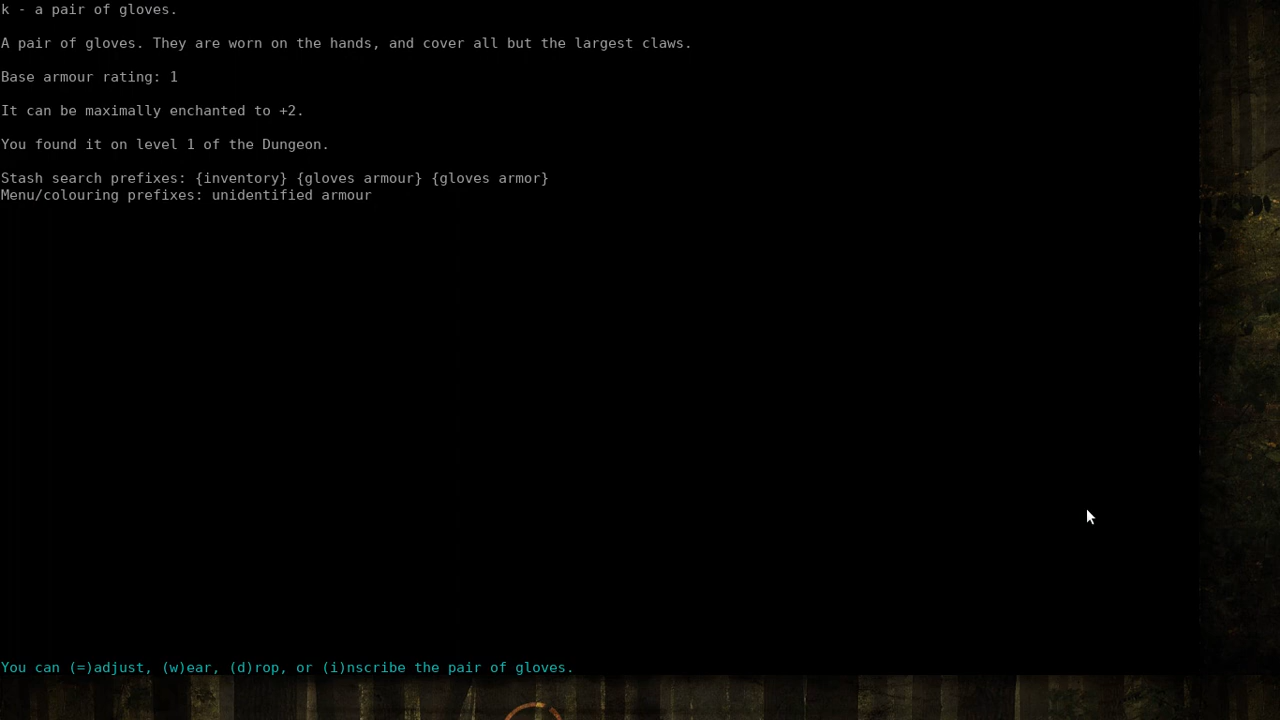 k - a pair of gloves.
A pair of gloves. They are worn on the hands, and cover all but the largest claws.
Base armour rating: 1
It can be maximally enchanted to +2.
You found it on level 1 of the Dungeon.
Stash search prefixes: {inventory} {gloves armour} {gloves armor}
Menu/colouring prefixes: unidentified armour
You can (=)adjust, (w)ear, (d)rop, or (i)nscribe the pair of gloves.